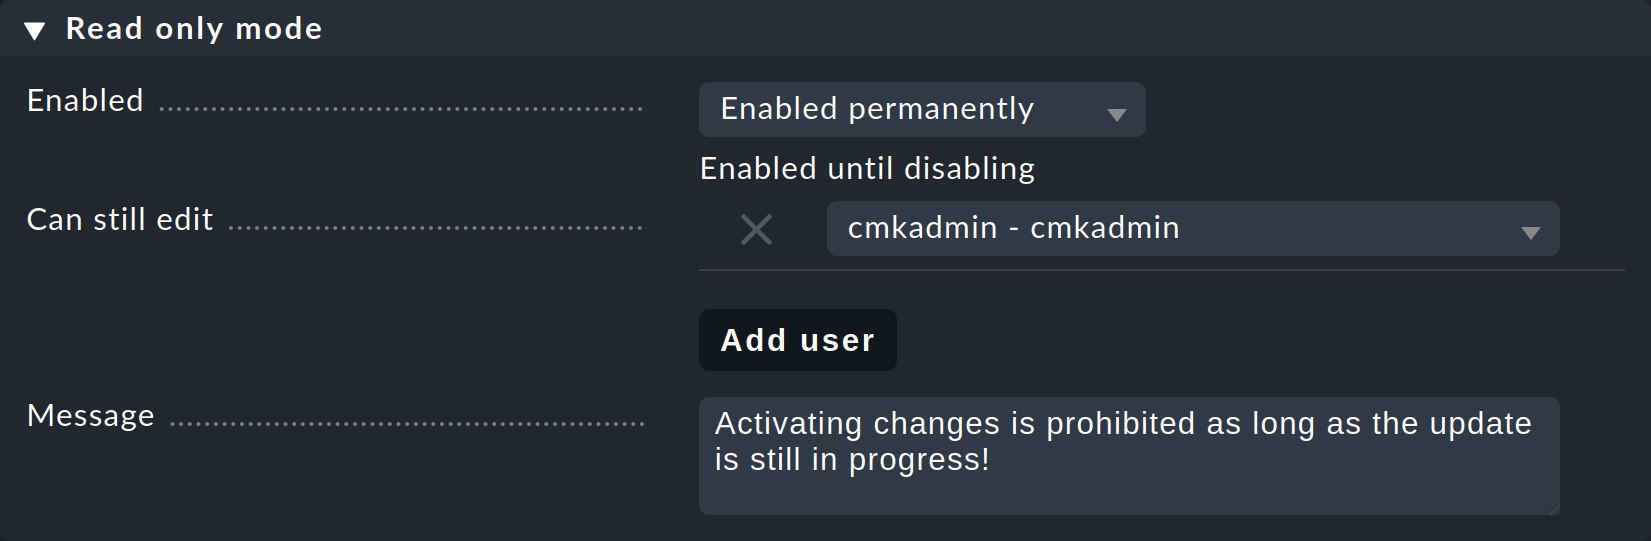 Read only mode
Enabled
Enabled permanently
Enabled until disabling
Can still edit
cmkadmin - cmkadmin
Add user
Message
Activating changes is prohibited as long as the update
is still in progress!